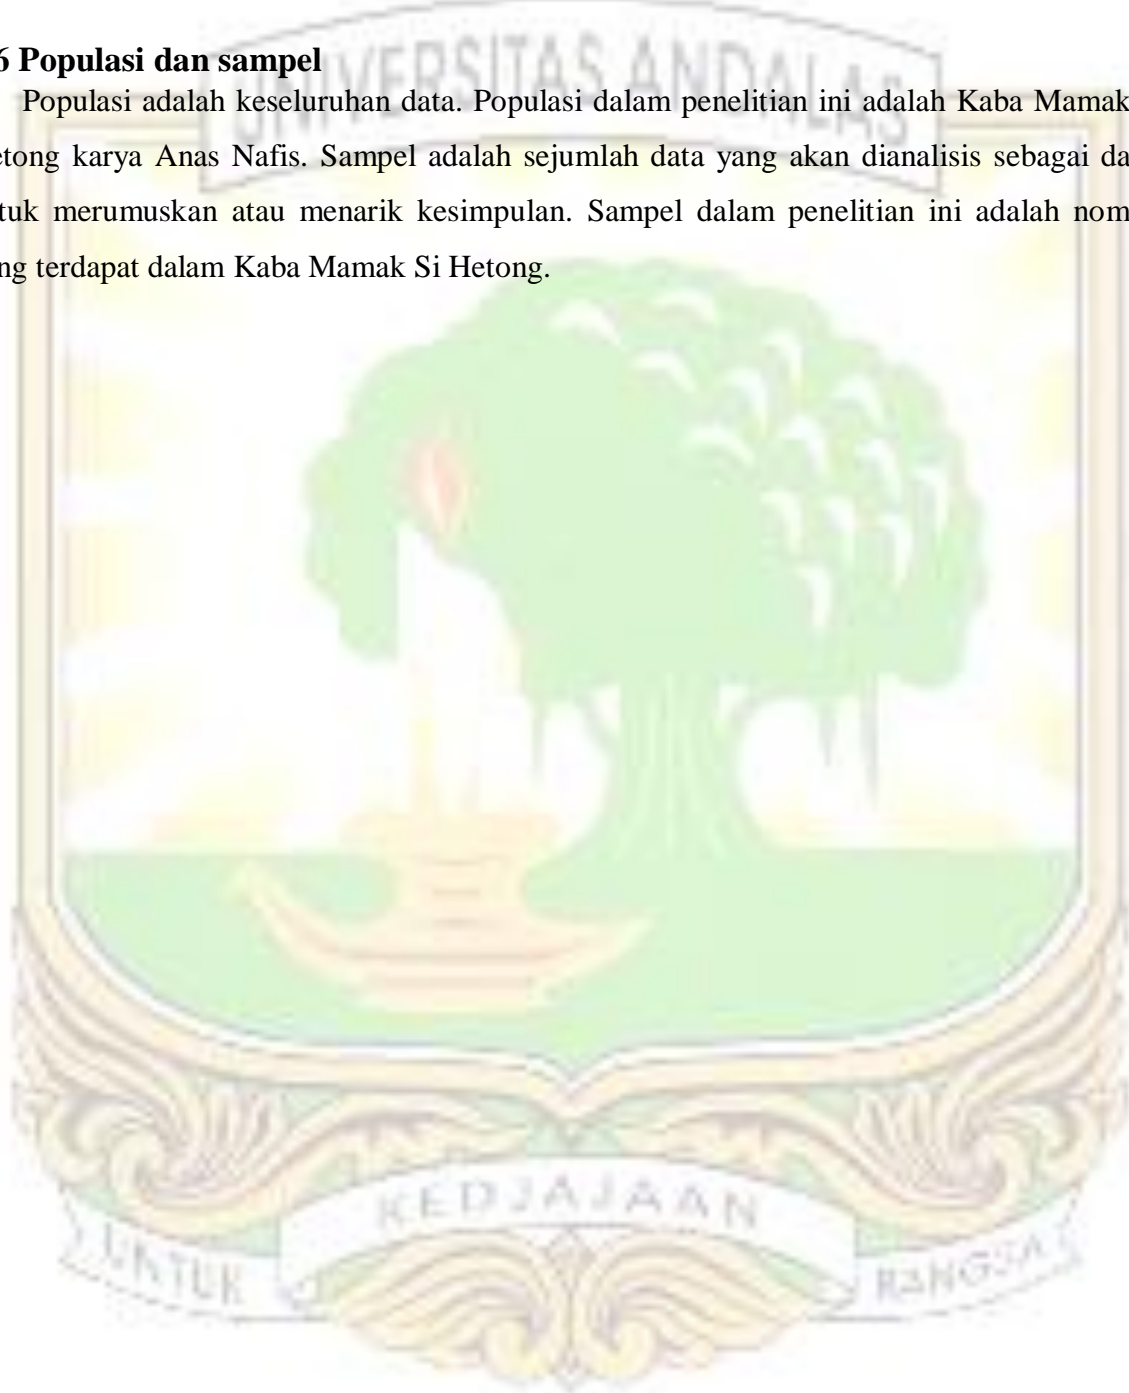 UNIVERSITAS ANDALAS
6 Populasi dan sampel
Populasi adalah keseluruhan data. Populasi dalam penelitian ini adalah Kaba Mamak
etong karya Anas Nafis. Sampel adalah sejumlah data yang akan dianalisis sebagai da
tuk merumuskan atau menarik kesimpulan. Sampel dalam penelitian ini adalah nom
ng terdapat dalam Kaba Mamak Si Hetong.
UNTUK KEDJAJAAN BANGSA